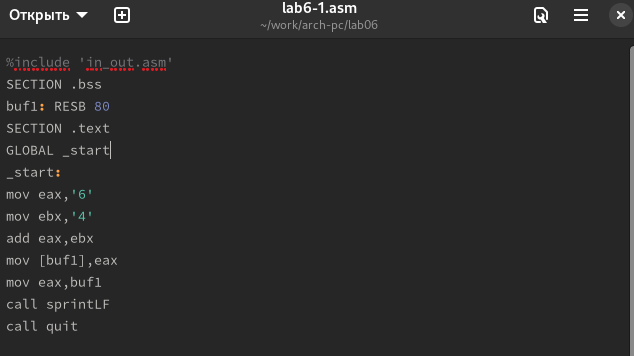 Открыть
lab6-1.asm
~/work/arch-pc/lab06
%include 'in_out.asm'
SECTION .bss
buf1: RESB 80
SECTION .text
GLOBAL _start
_start:
mov eax,'6'
mov ebx,'4'
add eax,ebx
mov [buf1],eax
mov eax,buf1
call sprintLF
call quit